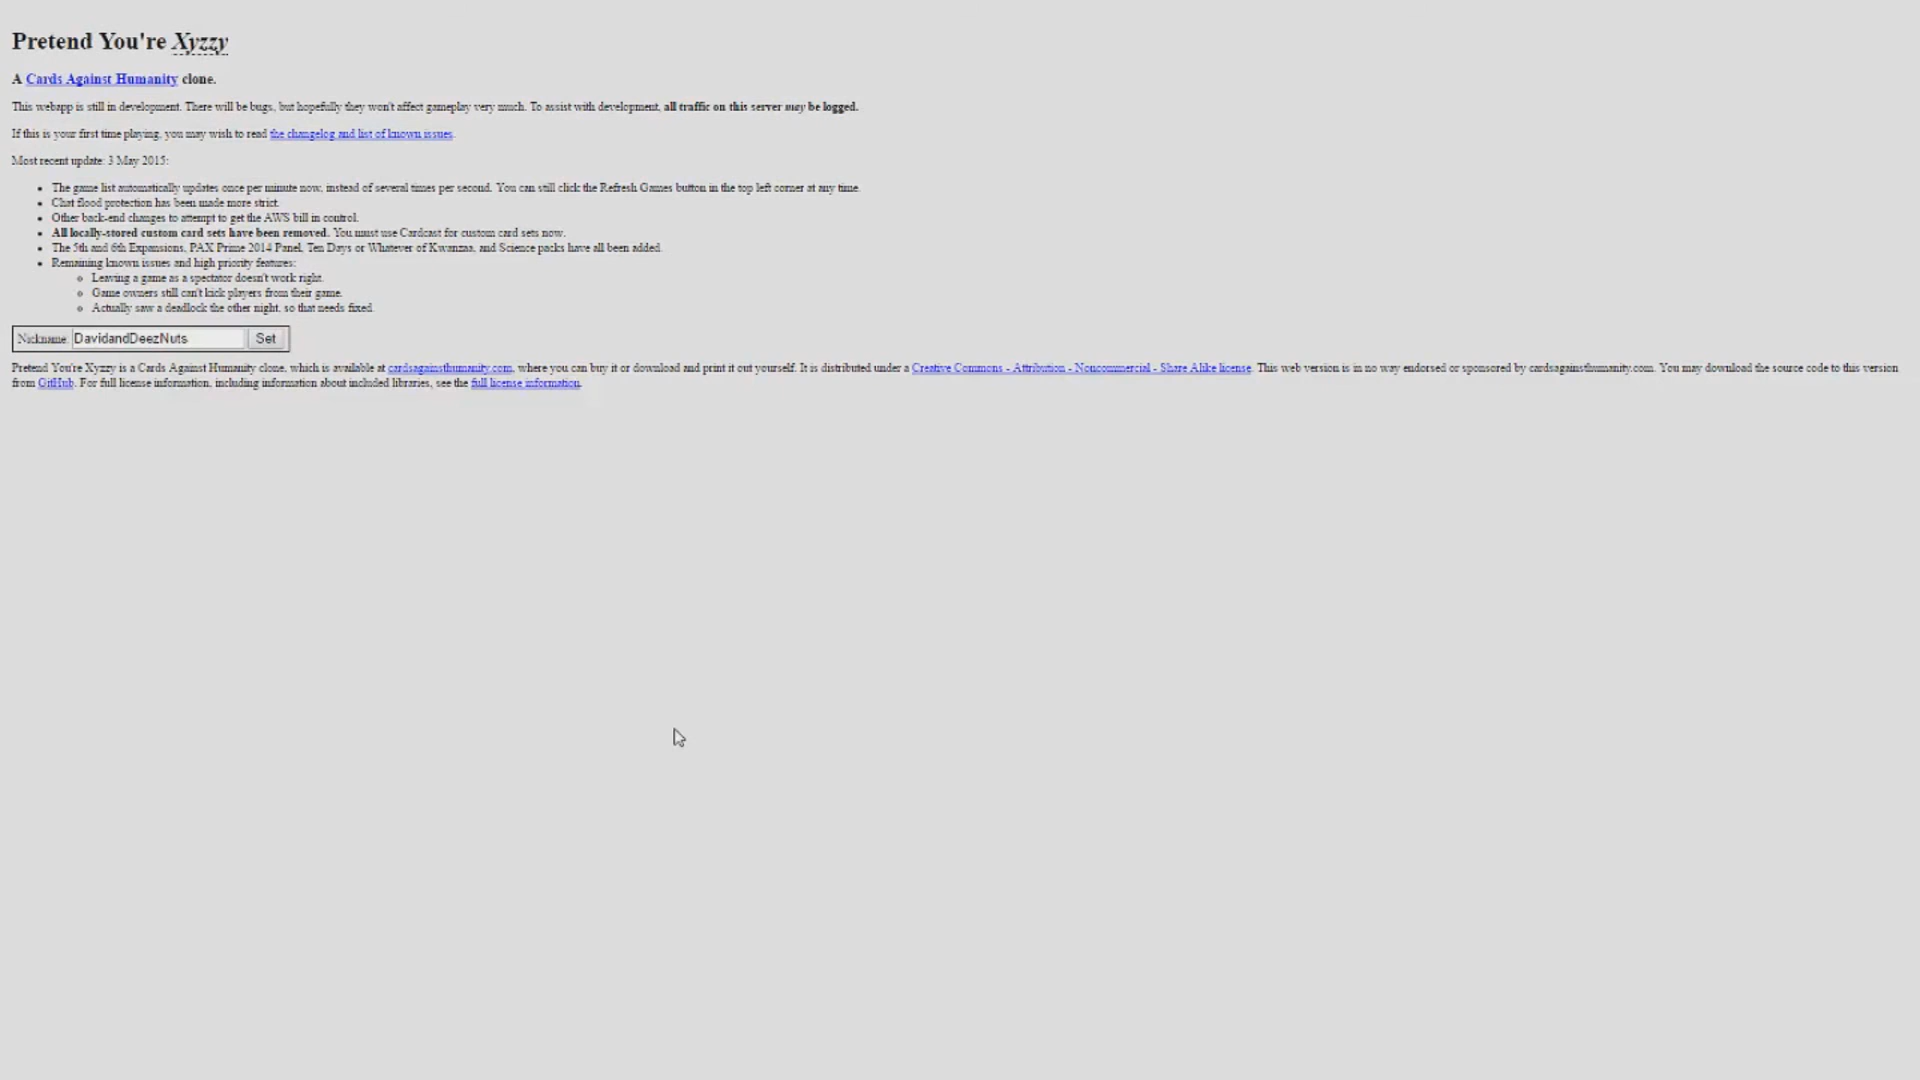 Pretend You're Xyzzy
A Cards Against Humanity clone.
This webapp is still in development. There will be bugs, but hopefully they won't affect gameplay very much. To assist with development, all traffic on this server may be logged.
If this is your first time playing, you may wish to read the changelog and list of known issues.
Most recent update: 3 May 2015:
The game list automatically updates once per minute now, instead of several times per second. You can still click the Refresh Games button in the top left corner at any time.
Chat flood protection has been made more strict.
Other back-end changes to attempt to get the AWS bill in control.
All locally-stored custom card sets have been removed. You must use Cardcast for custom card sets now.
The 5th and 6th Expansions, PAX Prime 2014 Panel, Ten Days or Whatever of Kwanzaa, and Science packs have all been added.
Remaining known issues and high priority features:
Leaving a game as a spectator doesn't work right.
Game owners still can't kick players from their game.
Actually saw a deadlock the other night, so that needs fixed.
Nickname: DavidandDeezNuts Set
Pretend You're Xyzzy is a Cards Against Humanity clone, which is available at cardsagainsthumanity.com, where you can buy it or download and print it out yourself. It is distributed under a Creative Commons - Attribution - Noncommercial - Share Alike license. This web version is in no way endorsed or sponsored by cardsagainsthumanity.com. You may download the source code to this version
from GitHub. For full license information, including information about included libraries, see the full license information.